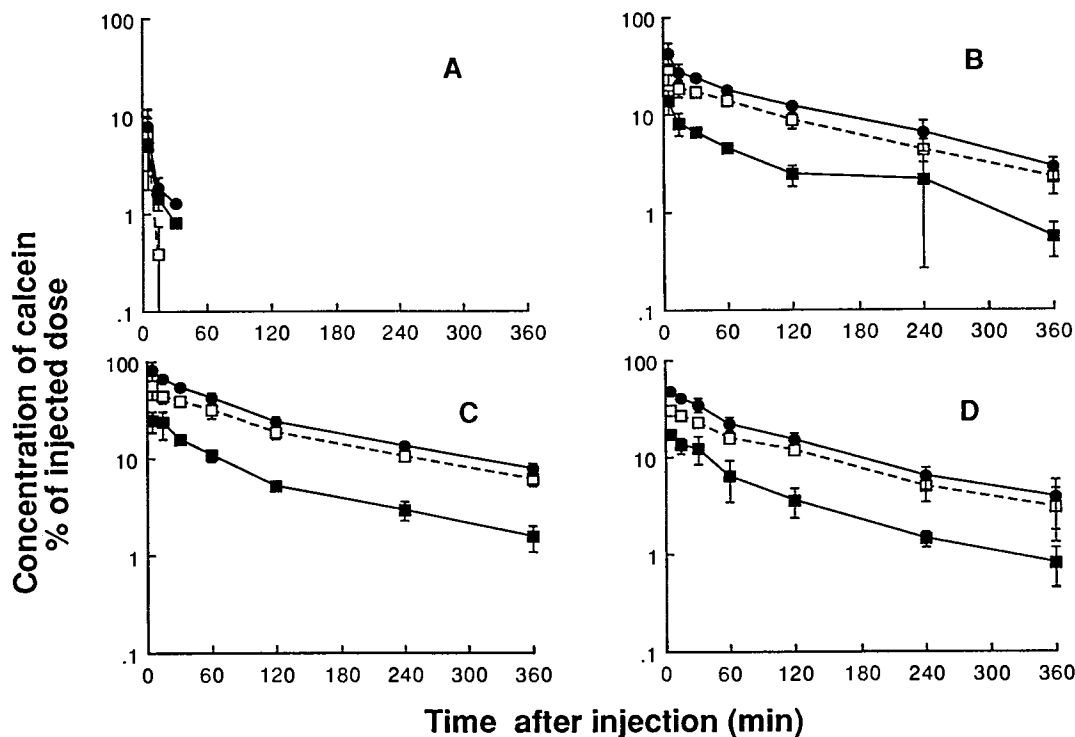 Concentration of calcein
% of injected dose
A
100
10
1
.1
0 60 120 180 240 300 360
B
100
10
1
.1
0 60 120 180 240 300 360
C
100
10
1
.1
0 60 120 180 240 300 360
D
100
10
1
.1
0 60 120 180 240 300 360
Time after injection (min)